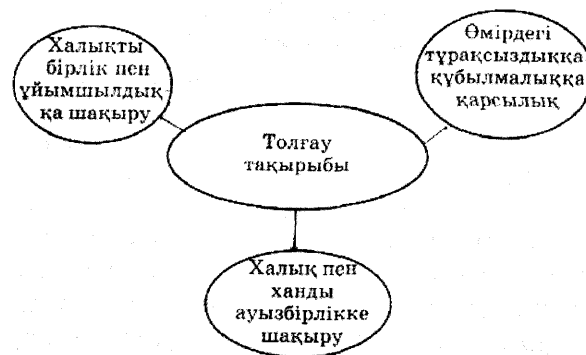 Халықты
бірлік пен
ұйымшылдық
қа шақыру
Өмірдегі
тұрақсыздыққа
құбылмалыққа
қарсылық
Толғау
тақырыбы
Халық пен
ханды
ауызбірлікке
шақыру